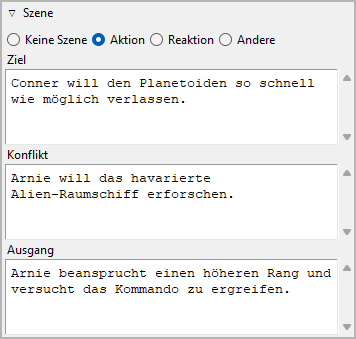 Szene
Keine Szene Aktion Reaktion Andere
Ziel
Conner will den Planetoiden so schnell
wie möglich verlassen.
Konflikt
Arnie will das havarierte
Alien-Raumschiff erforschen.
Ausgang
Arnie beansprucht einen höheren Rang und
versucht das Kommando zu ergreifen.